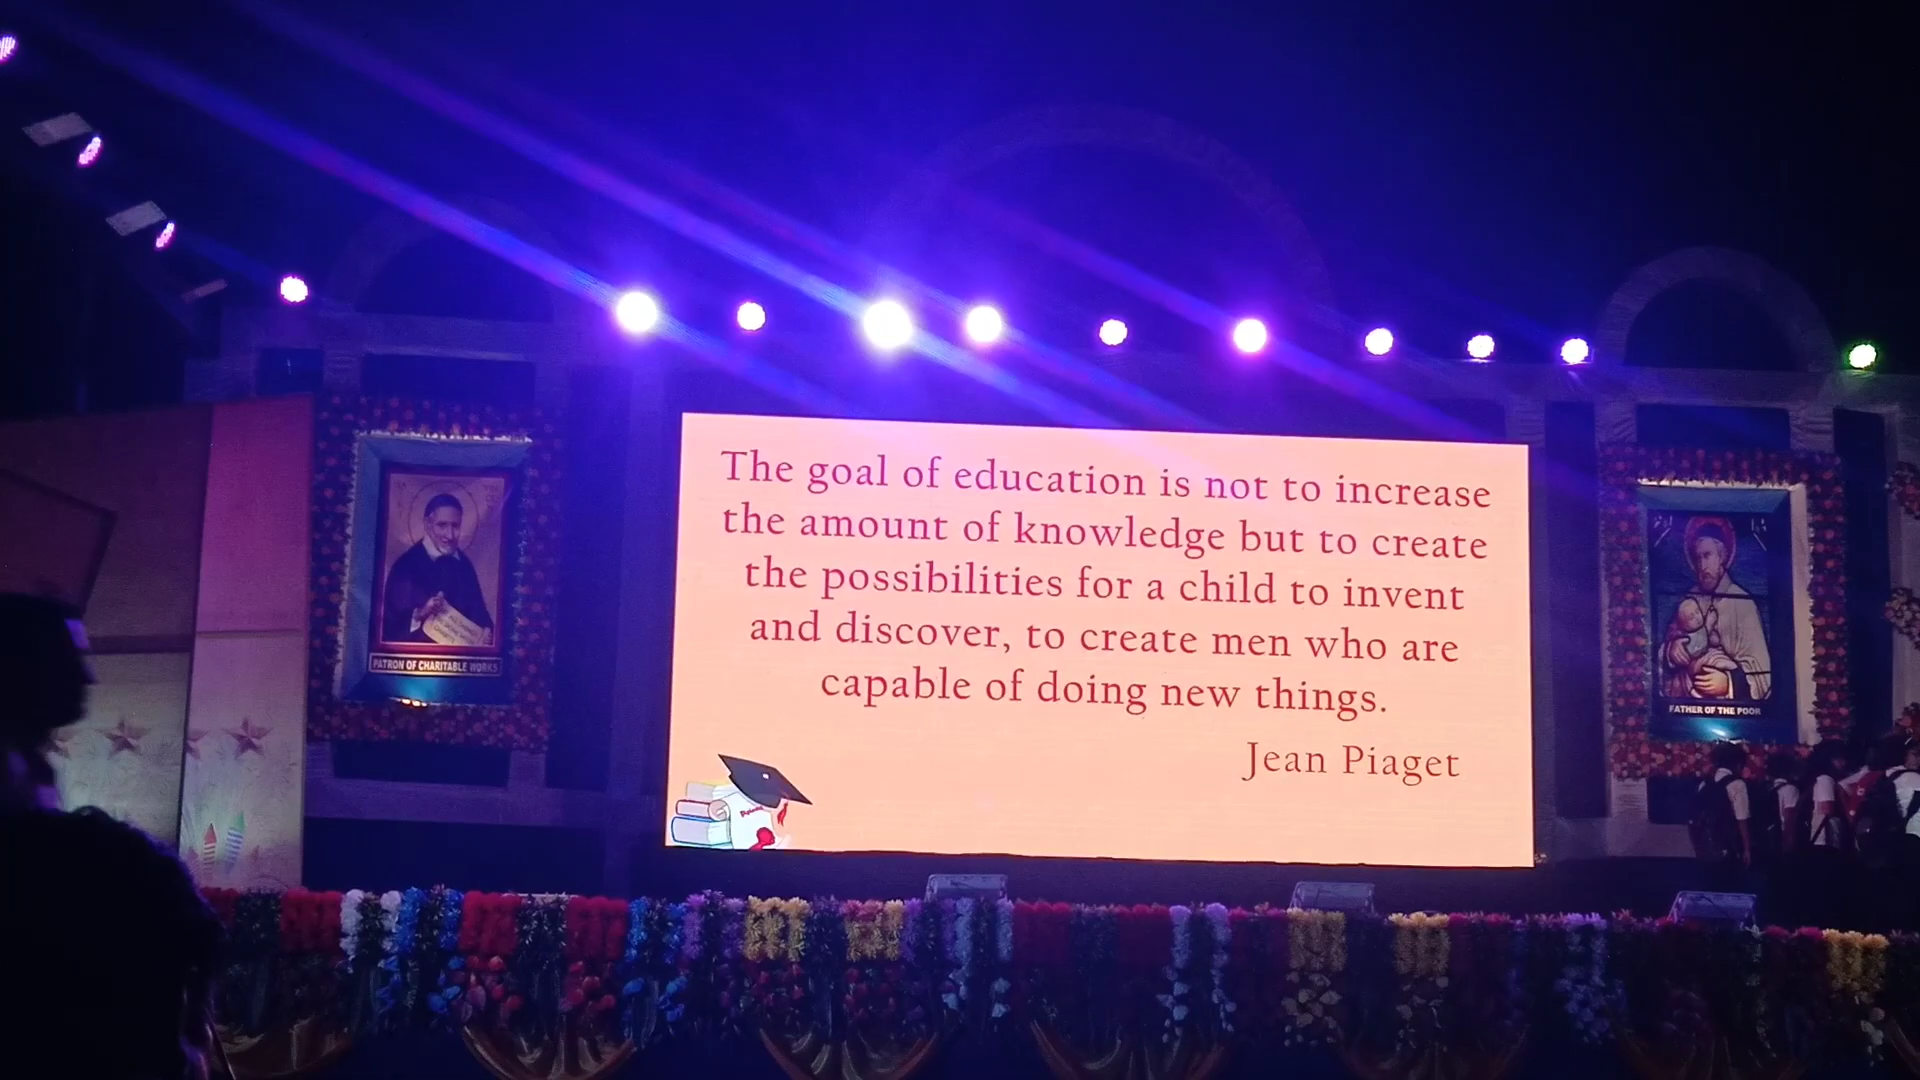 The goal of education is not to increase
the amount of knowledge but to create
the possibilities for a child to invent
and discover, to create men who are
capable of doing new things.
Jean Piaget
PATRON OF CHARITABLE WORKS
FATHER OF THE POOR